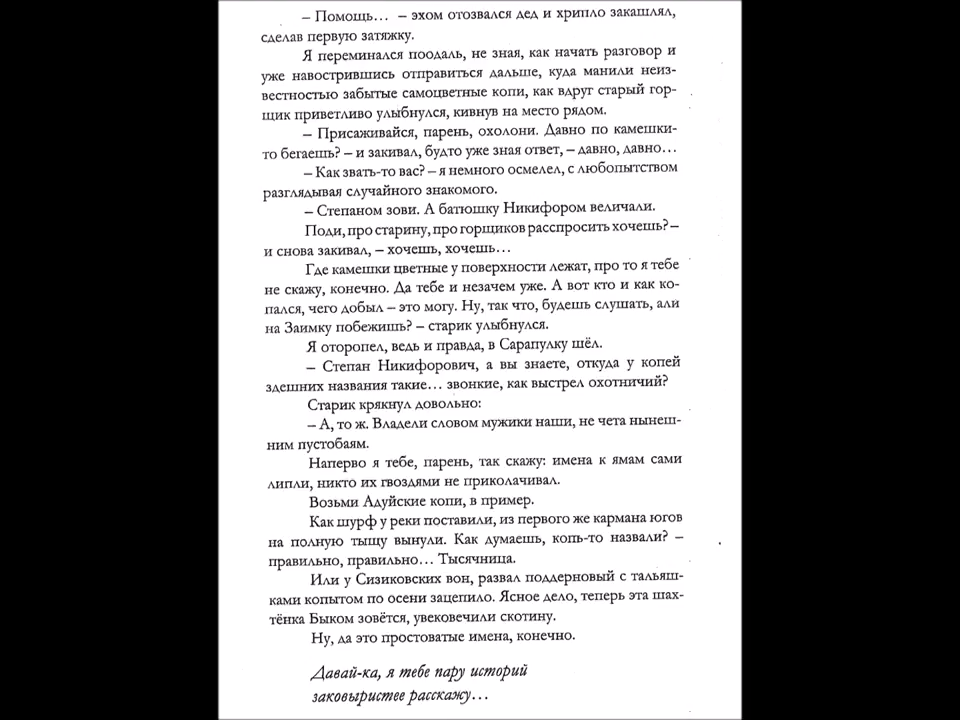 – Помощь… – эхом отозвался дед и хрипло закашлял,
сделав первую затяжку.
Я переминался поодаль, не зная, как начать разговор и
уже навострившись отправиться дальше, куда манили неиз-
вестностью забытые самоцветные копи, как вдруг старый гор-
щик приветливо улыбнулся, кивнув на место рядом.
– Присаживайся, парень, охолони. Давно по камешки-
то бегаешь? – и закивал, будто уже зная ответ, – давно, давно…
– Как звать-то вас? – я немного осмелел, с любопытством
разглядывая случайного знакомого.
– Степаном зови. А батюшку Никифором величали.
Поди, про старину, про горщиков расспросить хочешь? –
и снова закивал, – хочешь, хочешь…
Где камешки цветные у поверхности лежат, про то я тебе
не скажу, конечно. Да тебе и незачем уже. А вот кто и как ко-
пался, чего добыл – это могу. Ну, так что, будешь слушать, али
на Заимку побежишь? – старик улыбнулся.
Я оторопел, ведь и правда, в Сарапулку шёл.
– Степан Никифорович, а вы знаете, откуда у копей
здешних названия такие… звонкие, как выстрел охотничий?
Старик крякнул довольно:
– А, то ж. Владели словом мужики наши, не чета нынеш-
ним пустобаям.
Наперво я тебе, парень, так скажу: имена к ямам сами
липли, никто их гвоздями не приколачивал.
Возьми Адуйские копи, в пример.
Как шурф у реки поставили, из первого же кармана югов
на полную тыщу вынули. Как думаешь, копь-то назвали? –
правильно, правильно… Тысячница.
Или у Сизиковских вон, развал поддерновый с тальяш-
ками копытом по осени зацепило. Ясное дело, теперь эта шах-
тёнка Быком зовётся, увековечили скотину.
Ну, да это простоватые имена, конечно.
Давай-ка, я тебе пару историй
заковыристее расскажу…